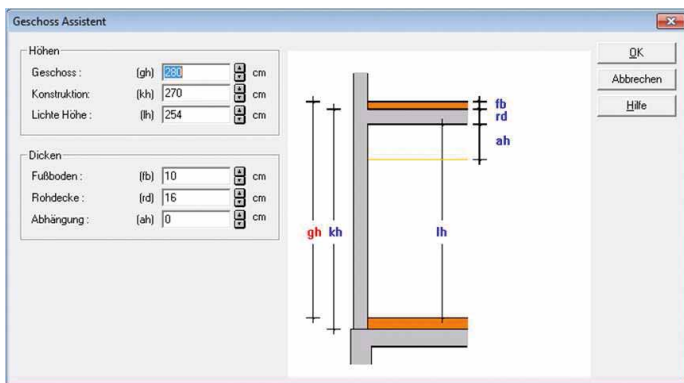 Geschoss Assistent
Höhen
Geschoss : (gh) 280 cm
Konstruktion: (kh) 270 cm
Lichte Höhe : (lh) 254 cm
Dicken
Fußboden : (fb) 10 cm
Rohdecke : (rd) 16 cm
Abhängung : (ah) 0 cm
fb
rd
ah
gh kh lh
OK
Abbrechen
Hilfe